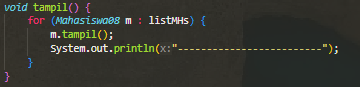 void tampil() {
for (Mahasiswa08 m : listMHs) {
m.tampil();
System.out.println(x:"--------------------------");
}
}